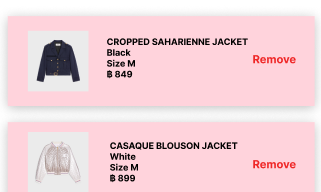 CROPPED SAHARIENNE JACKET
Black
Size M
฿ 849
Remove
CASAQUE BLOUSON JACKET
White
Size M
฿ 899
Remove